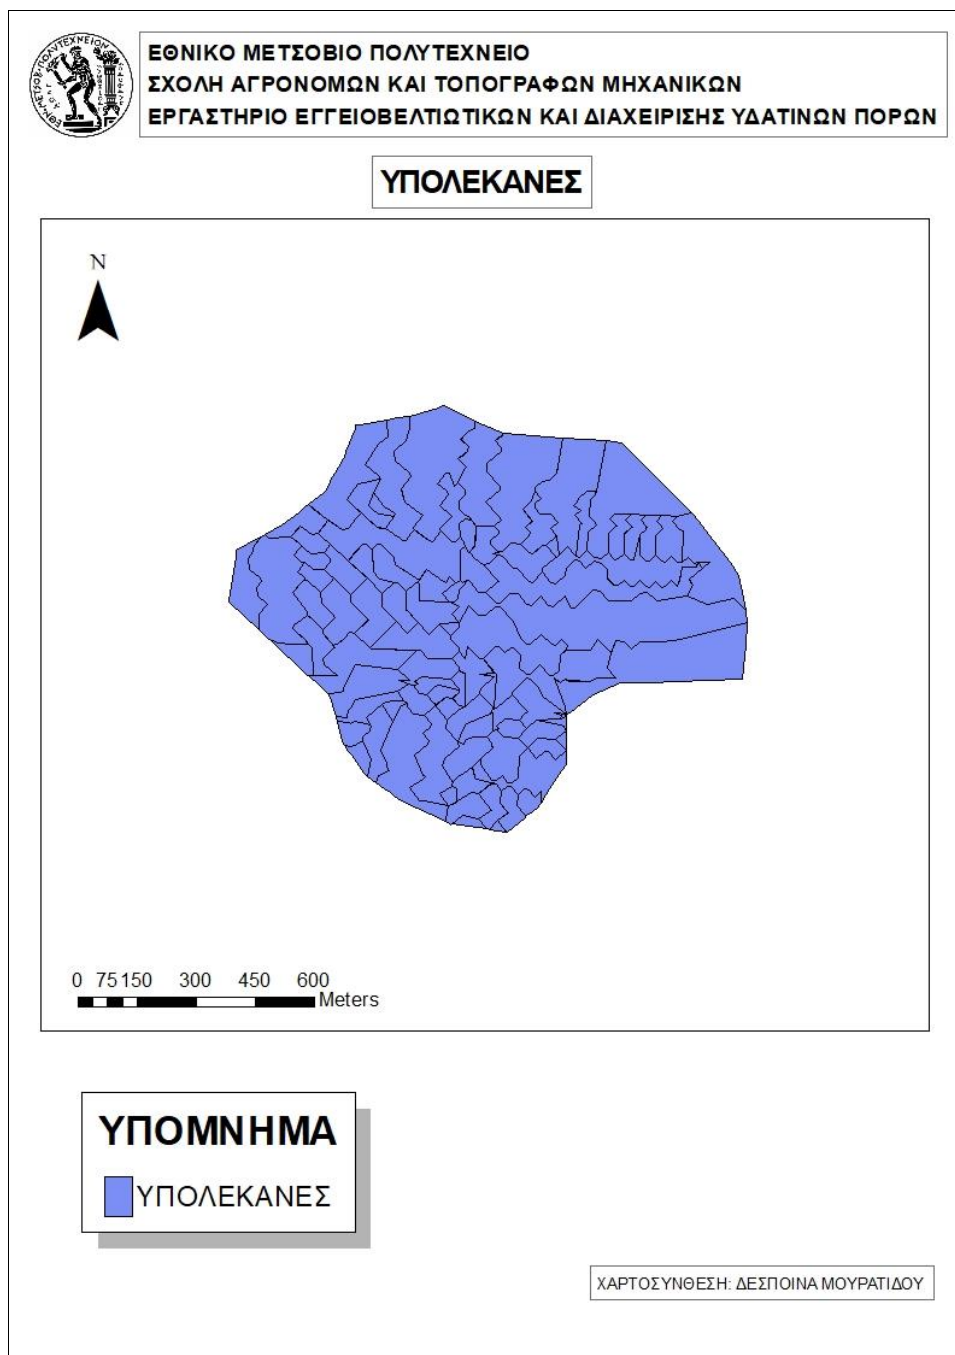 ΕΘΝΙΚΟ ΜΕΤΣΟΒΙΟ ΠΟΛΥΤΕΧΝΕΙΟ
ΣΧΟΛΗ ΑΓΡΟΝΟΜΩΝ ΚΑΙ ΤΟΠΟΓΡΑΦΩΝ ΜΗΧΑΝΙΚΩΝ
ΕΡΓΑΣΤΗΡΙΟ ΕΓΓΕΙΟΒΕΛΤΙΩΤΙΚΩΝ ΚΑΙ ΔΙΑΧΕΙΡΙΣΗΣ ΥΔΑΤΙΝΩΝ ΠΟΡΩΝ
ΥΠΟΛΕΚΑΝΕΣ
N
0 75 150 300 450 600
Meters
ΥΠΟΜΝΗΜΑ
ΥΠΟΛΕΚΑΝΕΣ
ΧΑΡΤΟΣΥΝΘΕΣΗ: ΔΕΣΠΟΙΝΑ ΜΟΥΡΑΤΙΔΟΥ